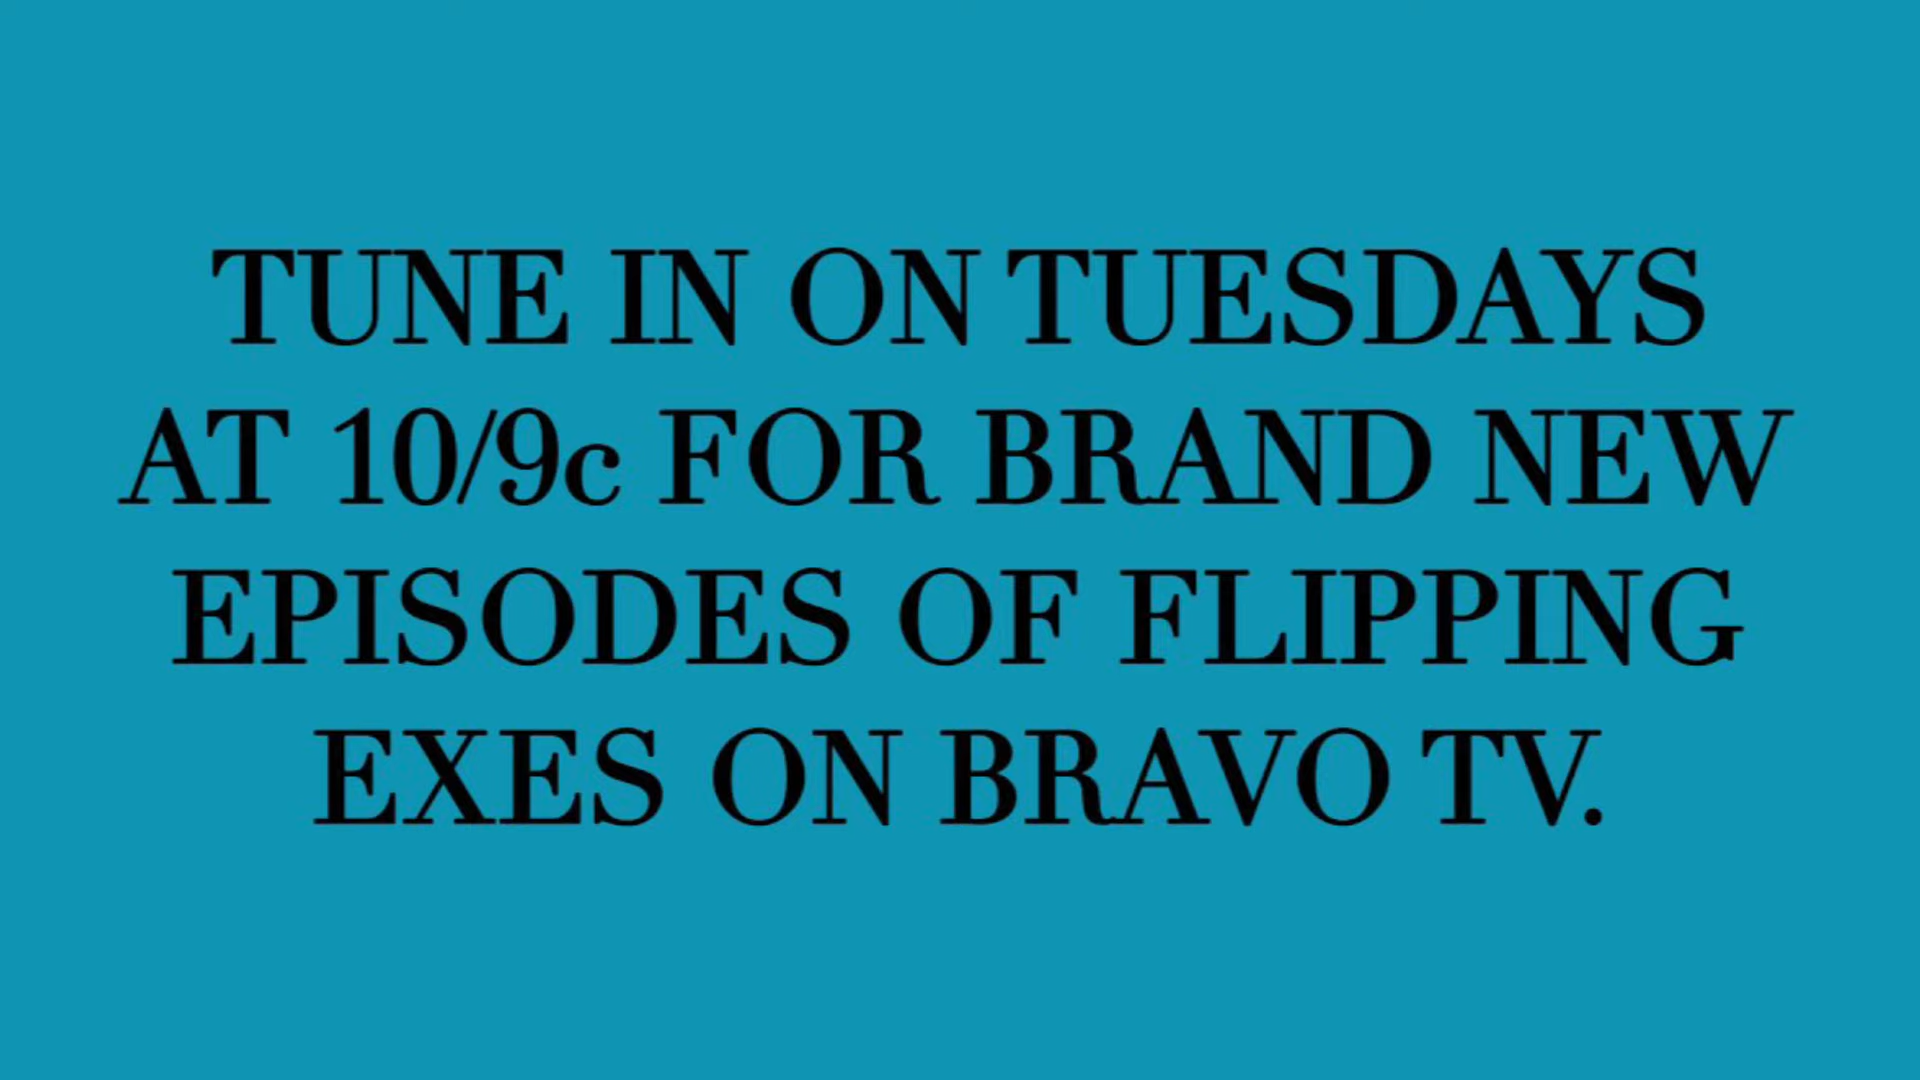 TUNE IN ON TUESDAYS
AT 10/9c FOR BRAND NEW
EPISODES OF FLIPPING
EXES ON BRAVO TV.